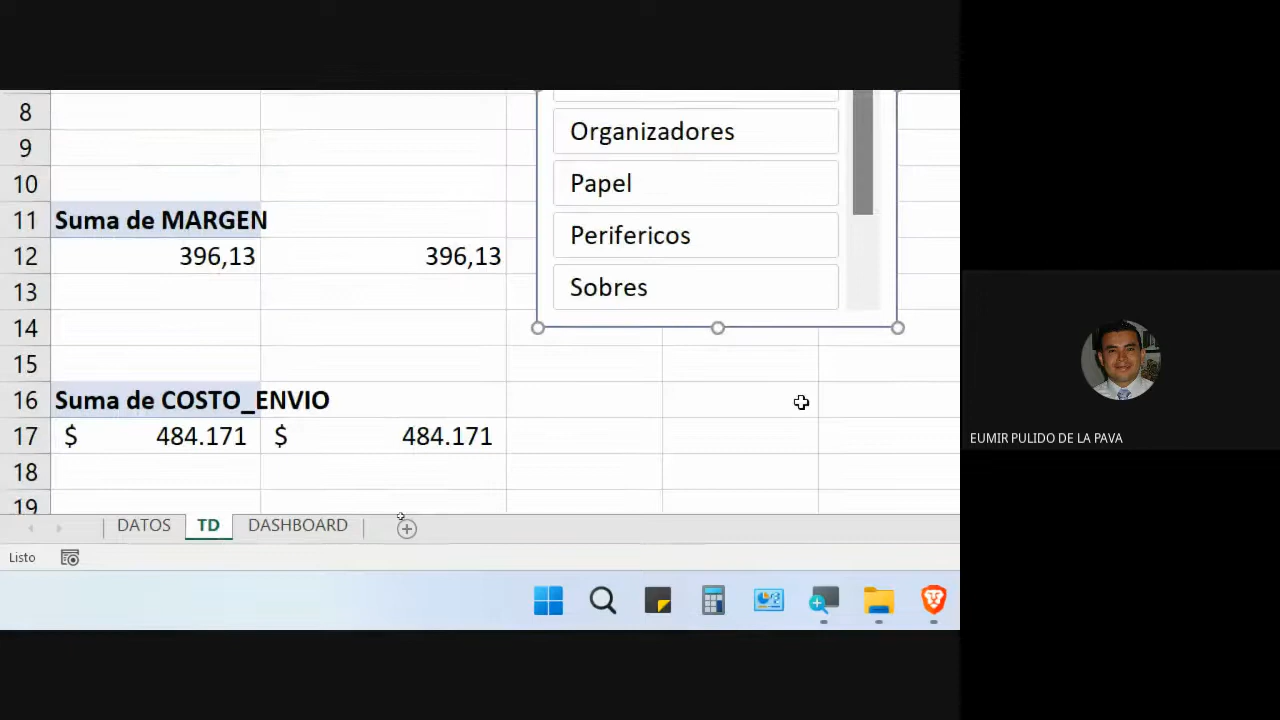 8
9
Organizadores
10
Papel
11 Suma de MARGEN
Perifericos
12 396,13 396,13
13
Sobres
14
15
16 Suma de COSTO_ENVIO
17 $ 484.171 $ 484.171
18
19
DATOS TD DASHBOARD
Listo
EUMIR PULIDO DE LA PAVA